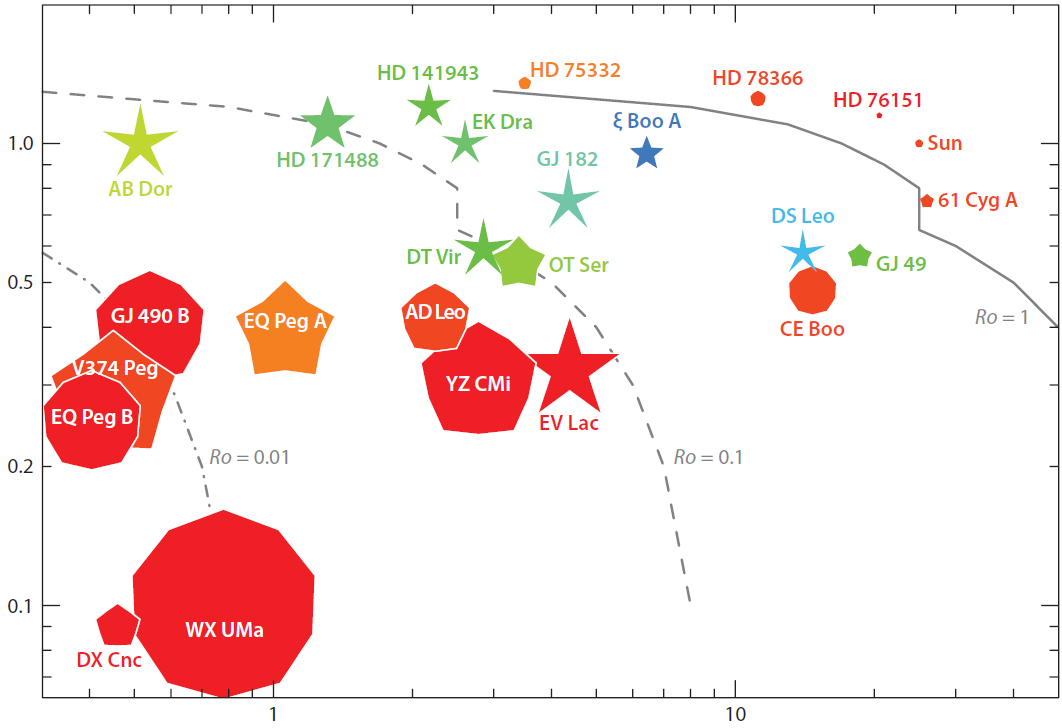 HD 75332
HD 141943
HD 78366
HD 76151
EK Dra
ξ Boo A
1.0
Sun
HD 171488
GJ 182
AB Dor
61 Cyg A
DS Leo
DT Vir
OT Ser
GJ 49
0.5
GJ 490 B
EQ Peg A
AD Leo
Ro = 1
CE Boo
V374 Peg
YZ CMi
EQ Peg B
EV Lac
Ro = 0.01
Ro = 0.1
0.2
0.1
WX UMa
DX Cnc
1
10